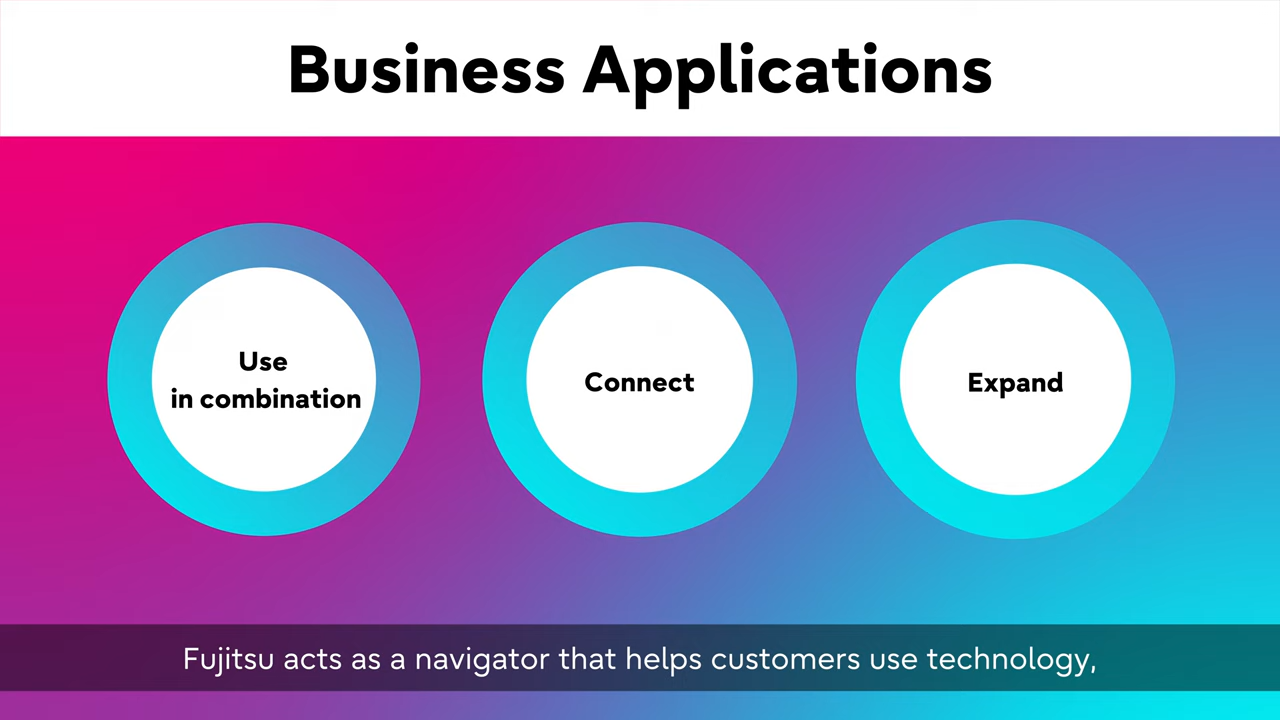 Business Applications
Use
in combination
Connect
Expand
Fujitsu acts as a navigator that helps customers use technology,